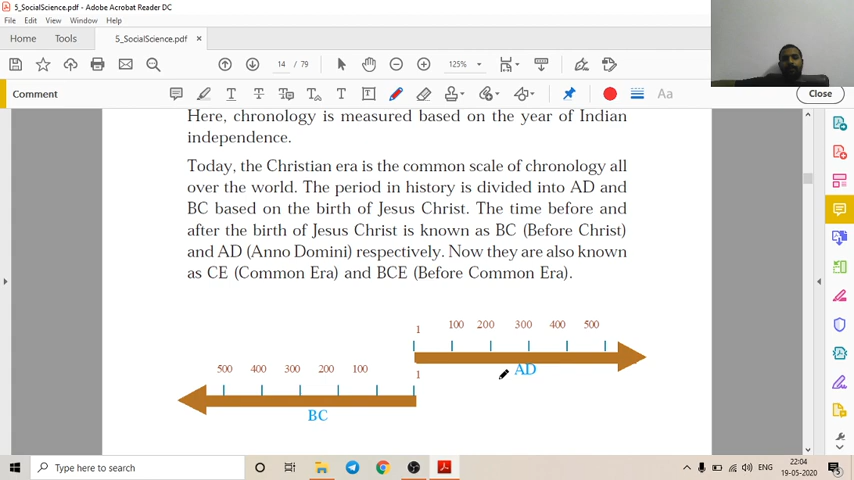 5_SocialScience.pdf - Adobe Acrobat Reader DC
File Edit View Window Help
Home Tools 5_SocialScience.pdf ×
14 / 79 125%
Comment Aa Close
Here, chronology is measured based on the year of Indian
independence.
Today, the Christian era is the common scale of chronology all
over the world. The period in history is divided into AD and
BC based on the birth of Jesus Christ. The time before and
after the birth of Jesus Christ is known as BC (Before Christ)
and AD (Anno Domini) respectively. Now they are also known
as CE (Common Era) and BCE (Before Common Era).
1 100 200 300 400 500
AD
500 400 300 200 100 1
BC
Type here to search
ENG
22:04
19-05-2020
5